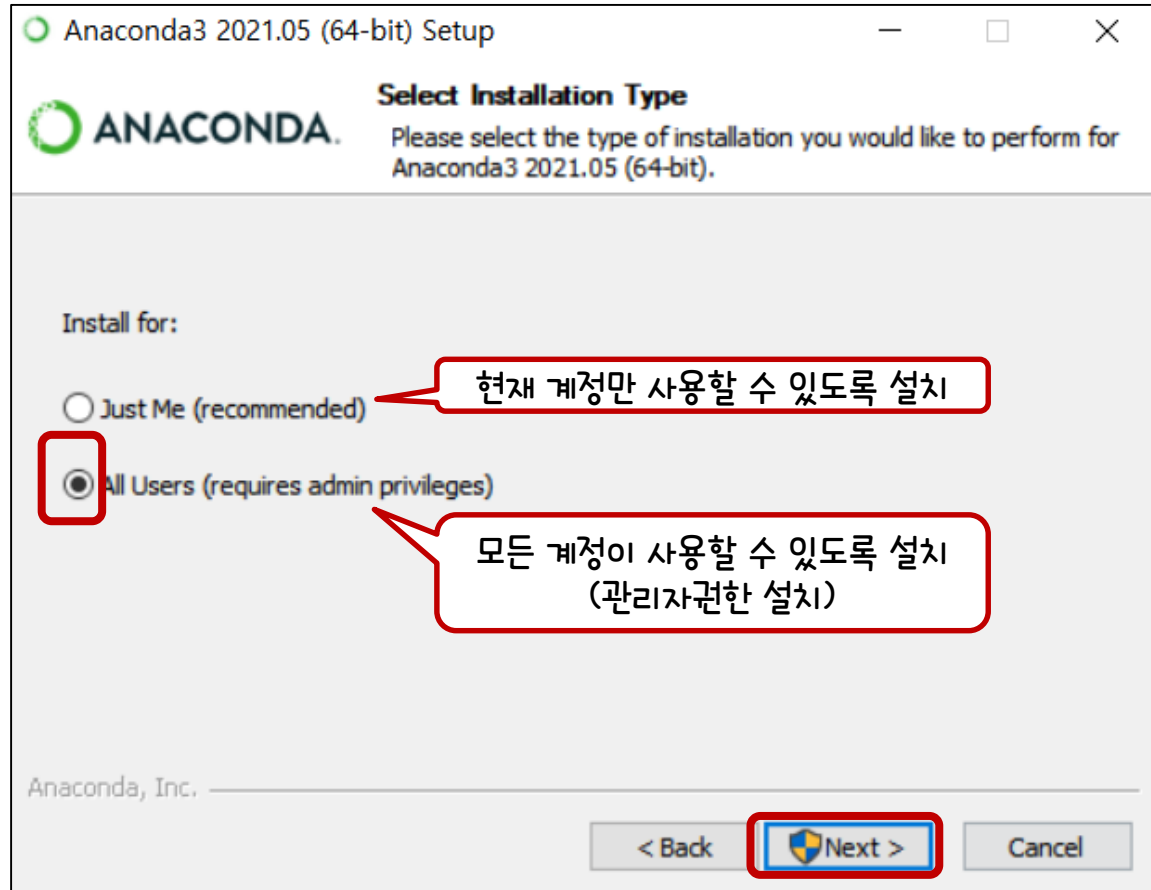 Anaconda3 2021.05 (64-bit) Setup
ANACONDA.
Select Installation Type
Please select the type of installation you would like to perform for
Anaconda3 2021.05 (64-bit).
Install for:
현재 계정만 사용할 수 있도록 설치
Just Me (recommended)
All Users (requires admin privileges)
모든 계정이 사용할 수 있도록 설치
(관리자권한 설치)
Anaconda, Inc.
< Back
Next >
Cancel